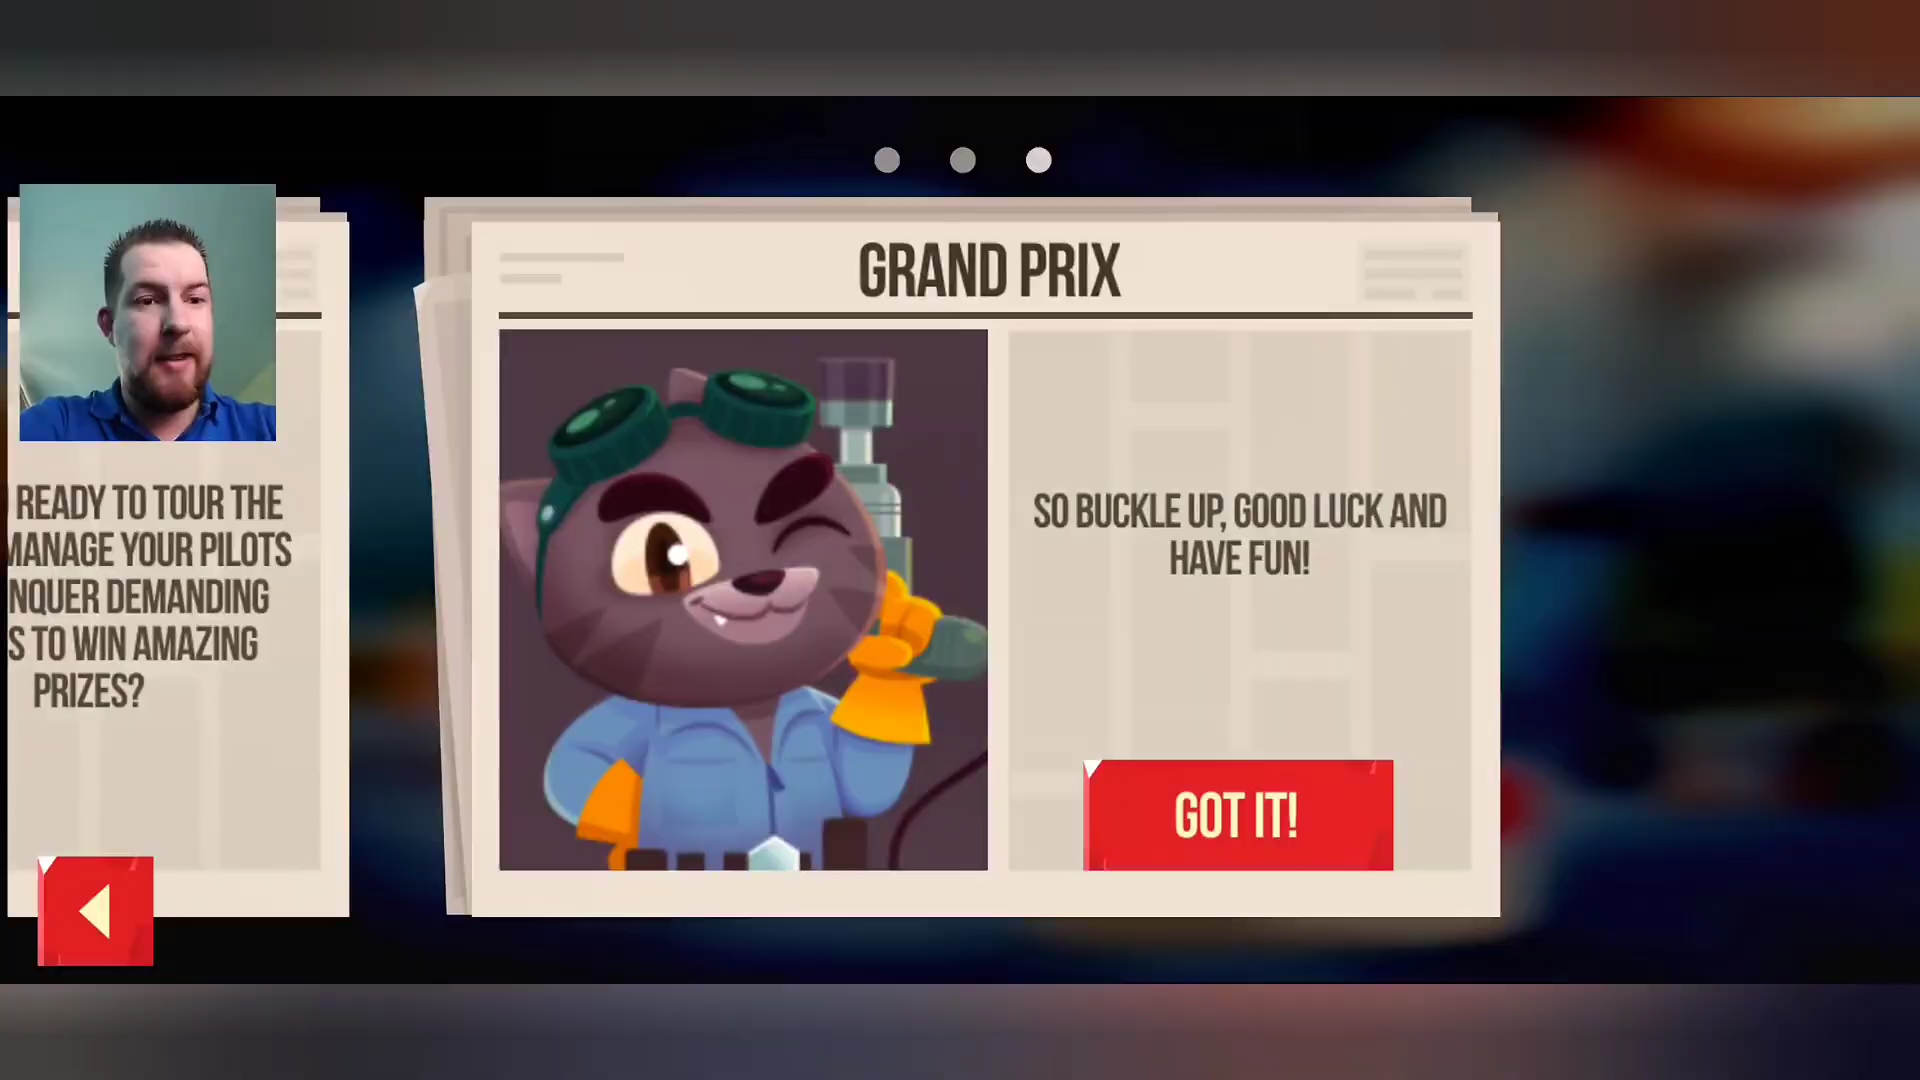 GRAND PRIX
READY TO TOUR THE
MANAGE YOUR PILOTS
DEMANDING
TO WIN AMAZING
PRIZES?
SO BUCKLE UP, GOOD LUCK AND
HAVE FUN!
GOT IT!